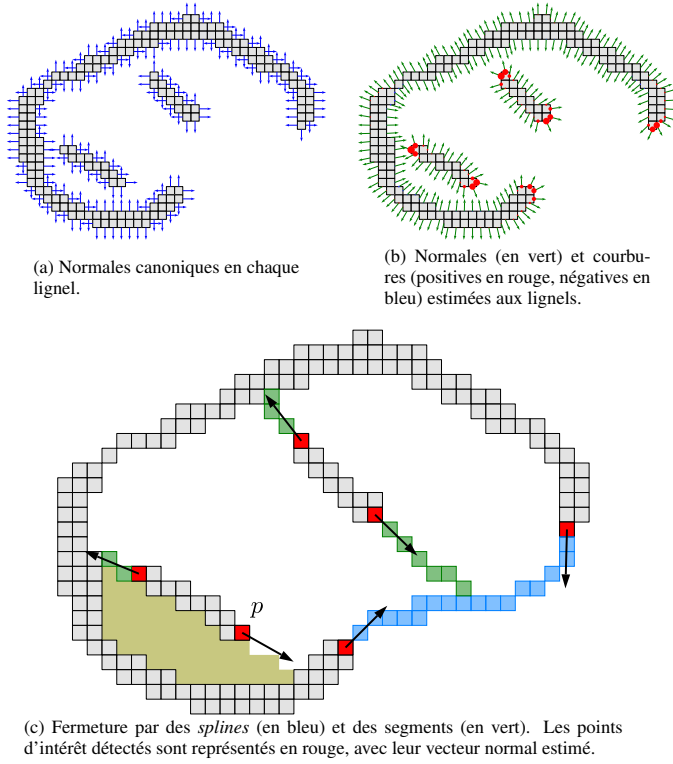 (a) Normales canoniques en chaque
lignel.
(b) Normales (en vert) et courbu-
res (positives en rouge, négatives en
bleu) estimées aux lignels.
p
(c) Fermeture par des splines (en bleu) et des segments (en vert). Les points
d'intérêt détectés sont représentés en rouge, avec leur vecteur normal estimé.